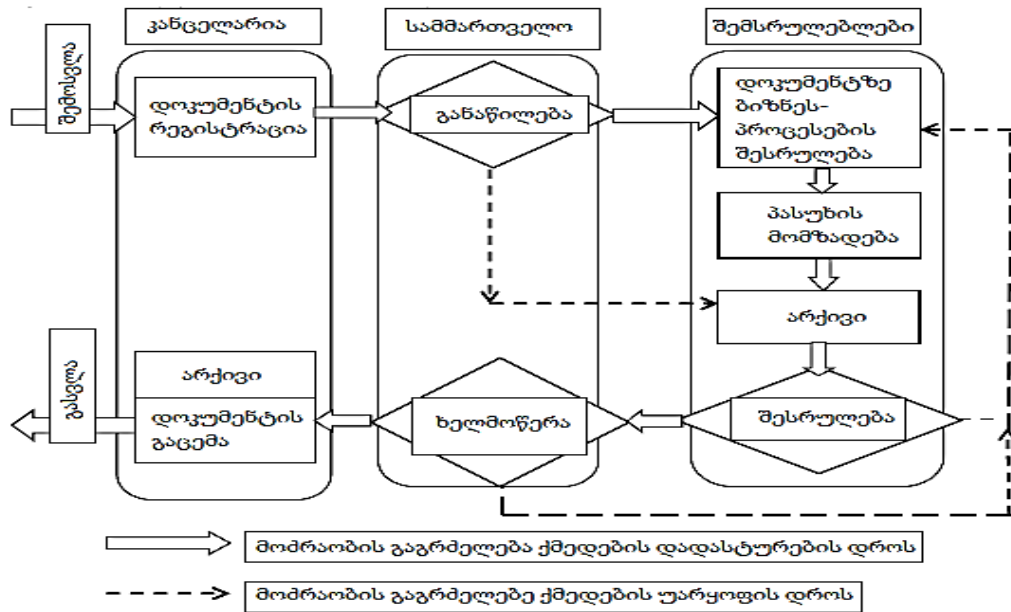 კანცელარია
სამმართველო
შემსრულებლები
შემოსვლა
დოკუმენტის
რეგისტრაცია
განაწილება
დოკუმენტზე
ბიზნეს-
პროცესების
შესრულება
პასუხის
მომზადება
არქივი
გასვლა
არქივი
დოკუმენტის
გაცემა
ხელმოწერა
შესრულება
მოძრაობის გაგრძელება ქმედების დადასტურების დროს
მოძრაობის გაგრძელებე ქმედების უარყოფის დროს